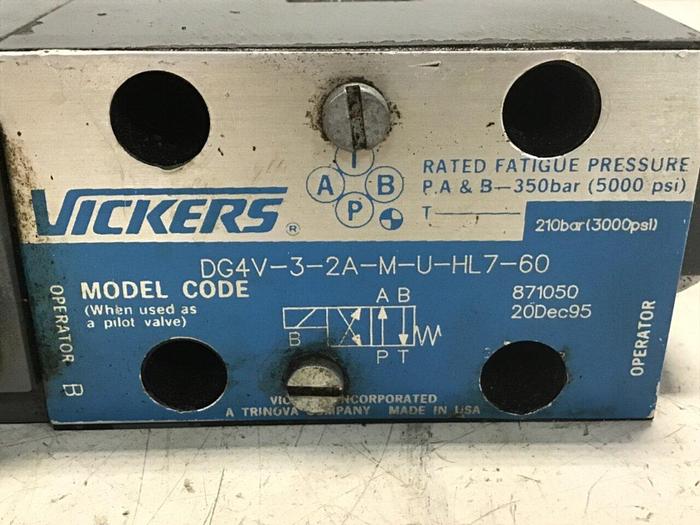 T
A B
P
RATED FATIGUE PRESSURE
P.A & B-350bar (5000 psi)
T
210bar(3000psi)
VICKERS®
DG4V-3-2A-M-U-HL7-60
MODEL CODE
(When used as
a pilot valve)
871050
20Dec95
A B
B
P T
OPERATOR B
OPERATOR
INCORPORATED
A TRINOVA MADE IN USA